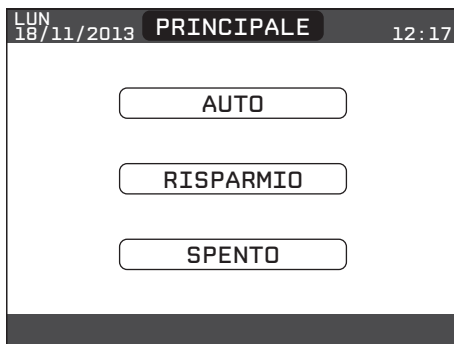 LUN
18/11/2013 PRINCIPALE 12:17
AUTO
RISPARMIO
SPENTO